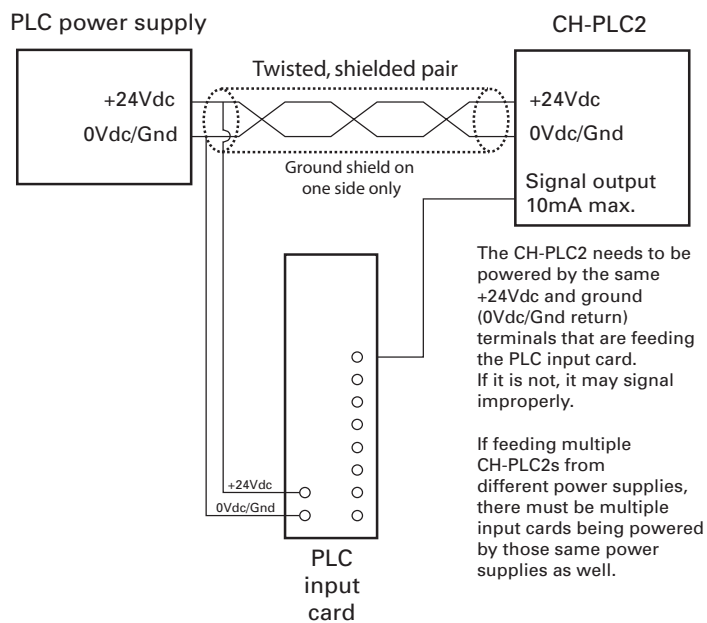 PLC power supply
CH-PLC2
Twisted, shielded pair
+24Vdc
0Vdc/Gnd
+24Vdc
0Vdc/Gnd
Ground shield on
one side only
Signal output
10mA max.
The CH-PLC2 needs to be
powered by the same
+24Vdc and ground
(0Vdc/Gnd return)
terminals that are feeding
the PLC input card.
If it is not, it may signal
improperly.
If feeding multiple
CH-PLC2s from
different power supplies,
there must be multiple
input cards being powered
by those same power
supplies as well.
+24Vdc
0Vdc/Gnd
PLC
input
card